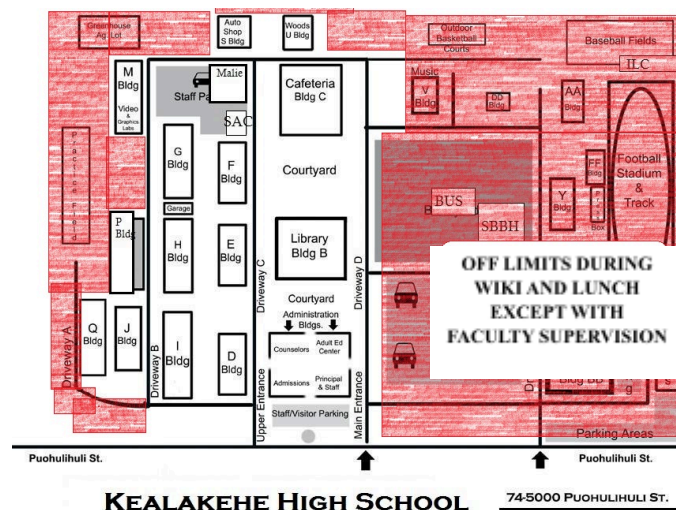 Greenhouse
Ag. Lot
Auto
Shop
S Bldg
Woods
U Bldg
Outdoor
Basketball
Courts
Baseball Fields
ILC
M
Bldg
Video
& Graphics
Labs
Malie
Staff Pa
SAC
Cafeteria
Bldg C
Music
V
Bldg
DD Bldg
AA
Bldg
Practice Field
G
Bldg
F
Bldg
Courtyard
Garage
FF
Bldg
Y
Bldg
Box
Football
Stadium
&
Track
P
Bldg
H
Bldg
E
Bldg
Library
Bldg B
BUS
SBBH
Driveway C
Driveway D
OFF LIMITS DURING
WIKI AND LUNCH
EXCEPT WITH
FACULTY SUPERVISION
Courtyard
Administration
Bldgs.
Q
Bldg
J
Bldg
I
Bldg
D
Bldg
Counselors
Adult Ed
Center
Admissions
Principal
& Staff
Driveway A
Driveway B
Upper Entrance
Main Entrance
Staff/Visitor Parking
Parking Areas
Puohulihuli St.
Puohulihuli St.
KEALAKEHE HIGH SCHOOL
74-5000 PUOHULIHULI ST.